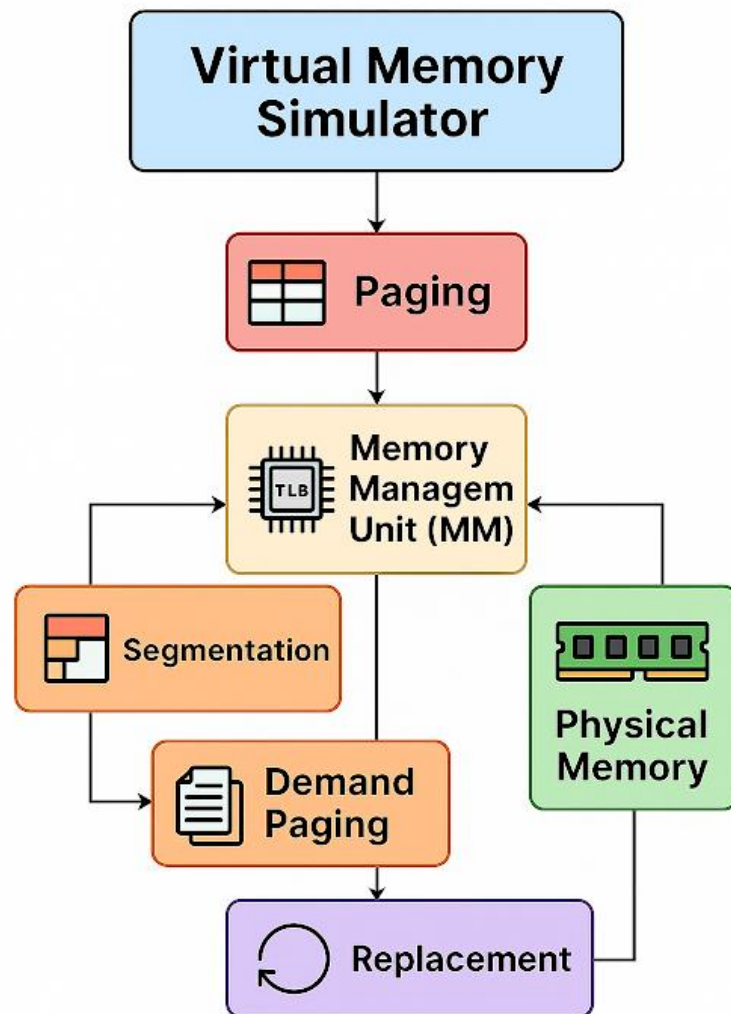 Virtual Memory
Simulator
Paging
TLB
Memory
Managem
Unit (MM)
Segmentation
Demand
Paging
Physical
Memory
Replacement